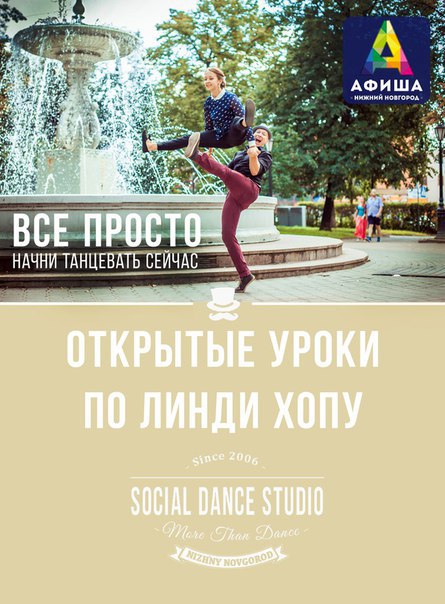 АФИША
НИЖНИЙ НОВГОРОД
ВСЕ ПРОСТО
НАЧНИ ТАНЦЕВАТЬ СЕЙЧАС
ОТКРЫТЫЕ УРОКИ
ПО ЛИНДИ ХОПУ
Since 2006
SOCIAL DANCE STUDIO
More Than Dance
NIZHNY NOVGOROD